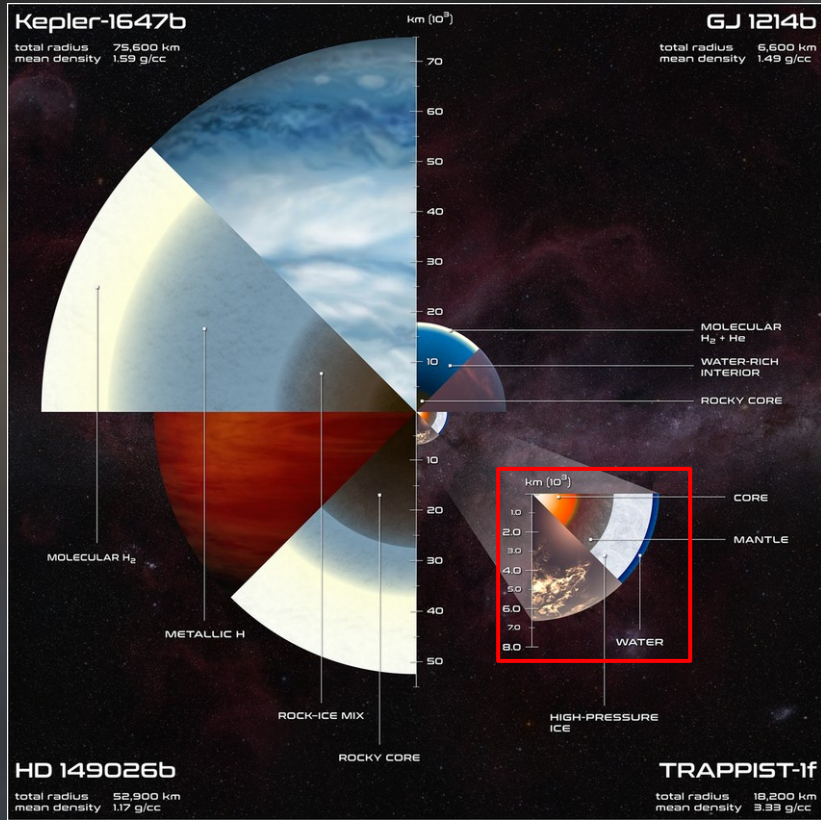 Kepler-1647b
total radius 75,600 km
mean density 1.59 g/cc
km (10³)
GJ 1214b
total radius 6,600 km
mean density 1.49 g/cc
70
60
50
40
30
20
10
MOLECULAR
H₂ + He
WATER-RICH
INTERIOR
ROCKY CORE
10
20
30
40
50
km (10³)
1.0
2.0
3.0
4.0
5.0
6.0
7.0
8.0
CORE
MANTLE
WATER
HIGH-PRESSURE
ICE
MOLECULAR H₂
METALLIC H
ROCK-ICE MIX
ROCKY CORE
HD 149026b
total radius 52,900 km
mean density 1.17 g/cc
TRAPPIST-1f
total radius 18,200 km
mean density 3.33 g/cc